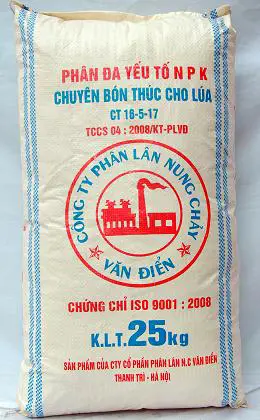 PHÂN ĐA YẾU TỐ N P K
CHUYÊN BÓN THÚC CHO LÚA
CT 16-5-17
TCCS 04 : 2008/KT-PLVĐ
CÔNG TY PHÂN LÂN NUNG CHẢY
VĂN ĐIỂN
CHỨNG CHỈ ISO 9001 : 2008
K.L.T. 25kg
SẢN PHẨM CỦA CTY CỔ PHẦN PHÂN LÂN N.C VĂN ĐIỂN
THANH TRÌ - HÀ NỘI